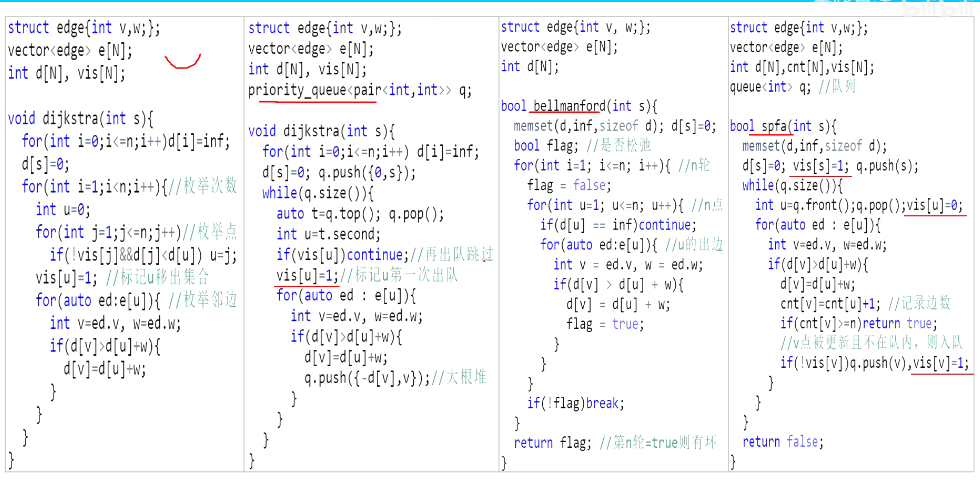 struct edge{int v,w;};
vector<edge> e[N];
int d[N], vis[N];
void dijkstra(int s){
for(int i=0;i<=n;i++)d[i]=inf;
d[s]=0;
for(int i=1;i<n;i++){//枚举次数
int u=0;
for(int j=1;j<=n;j++)//枚举点
if(!vis[j]&&d[j]<d[u]) u=j;
vis[u]=1; //标记u移出集合
for(auto ed:e[u]){ //枚举邻边
int v=ed.v, w=ed.w;
if(d[v]>d[u]+w){
d[v]=d[u]+w;
}
}
}
}
struct edge{int v,w;};
vector<edge> e[N];
int d[N], vis[N];
priority_queue<pair<int,int>> q;
void dijkstra(int s){
for(int i=0;i<=n;i++) d[i]=inf;
d[s]=0; q.push({0,s});
while(q.size()){
auto t=q.top(); q.pop();
int u=t.second;
if(vis[u])continue;//再出队跳过
vis[u]=1;//标记u第一次出队
for(auto ed : e[u]){
int v=ed.v, w=ed.w;
if(d[v]>d[u]+w){
d[v]=d[u]+w;
q.push({-d[v],v});//大根堆
}
}
}
}
struct edge{int v, w;};
vector<edge> e[N];
int d[N];
bool bellmanford(int s){
memset(d,inf,sizeof d); d[s]=0;
bool flag; //是否松弛
for(int i=1; i<=n; i++){ //n轮
flag = false;
for(int u=1; u<=n; u++){ //n点
if(d[u] == inf)continue;
for(auto ed:e[u]){ //u的出边
int v = ed.v, w = ed.w;
if(d[v] > d[u] + w){
d[v] = d[u] + w;
flag = true;
}
}
}
if(!flag)break;
}
return flag; //第n轮=true则有环
}
struct edge{int v,w;};
vector<edge> e[N];
int d[N],cnt[N],vis[N];
queue<int> q; //队列
bool spfa(int s){
memset(d,inf,sizeof d);
d[s]=0; vis[s]=1; q.push(s);
while(q.size()){
int u=q.front();q.pop();vis[u]=0;
for(auto ed : e[u]){
int v=ed.v, w=ed.w;
if(d[v]>d[u]+w){
d[v]=d[u]+w;
cnt[v]=cnt[u]+1; //记录边数
if(cnt[v]>=n)return true;
//v点被更新且不在队内，则入队
if(!vis[v])q.push(v),vis[v]=1;
}
}
}
return false;
}